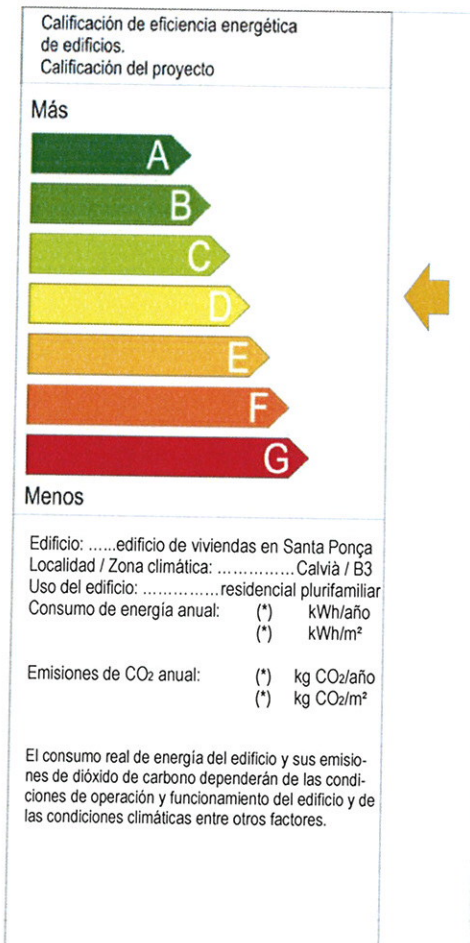 Calificación de eficiencia energética
de edificios.
Calificación del proyecto
Más
A
B
C
D
E
F
G
Menos
Edificio: ......edificio de viviendas en Santa Ponça
Localidad / Zona climática: ...............Calvià / B3
Uso del edificio: ...............residencial plurifamiliar
Consumo de energía anual: (*) kWh/año
(*) kWh/m²
Emisiones de CO₂ anual: (*) kg CO₂/año
(*) kg CO₂/m²
El consumo real de energía del edificio y sus emisio-
nes de dióxido de carbono dependerán de las condi-
ciones de operación y funcionamiento del edificio y de
las condiciones climáticas entre otros factores.